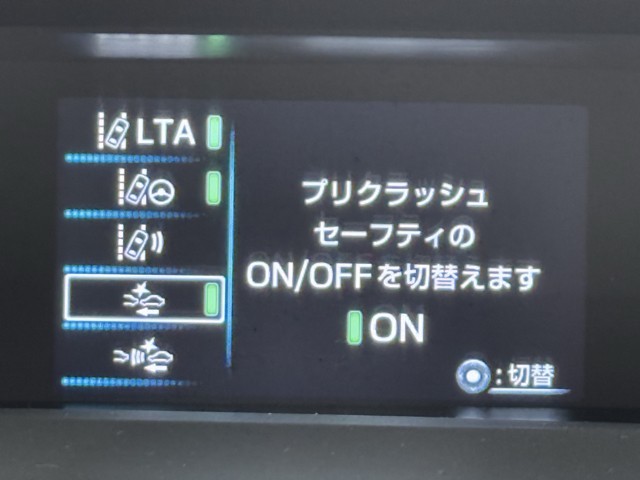 LTA
プリクラッシュ
セーフティの
ON/OFFを切替えます
ON
:切替